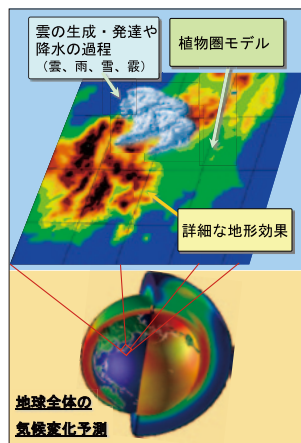 雲の生成・発達や
降水の過程
（雲、雨、雪、霰）
植物圏モデル
詳細な地形効果
地球全体の
気候変化予測